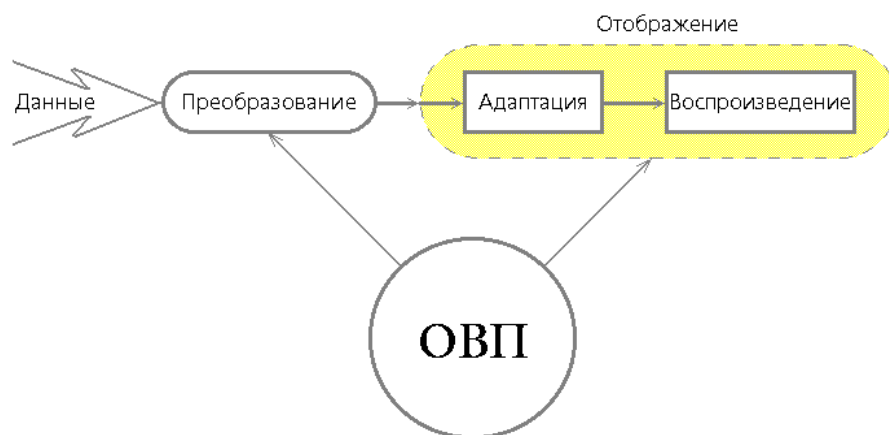 Отображение
Данные
Преобразование
Адаптация
Воспроизведение
ОВП